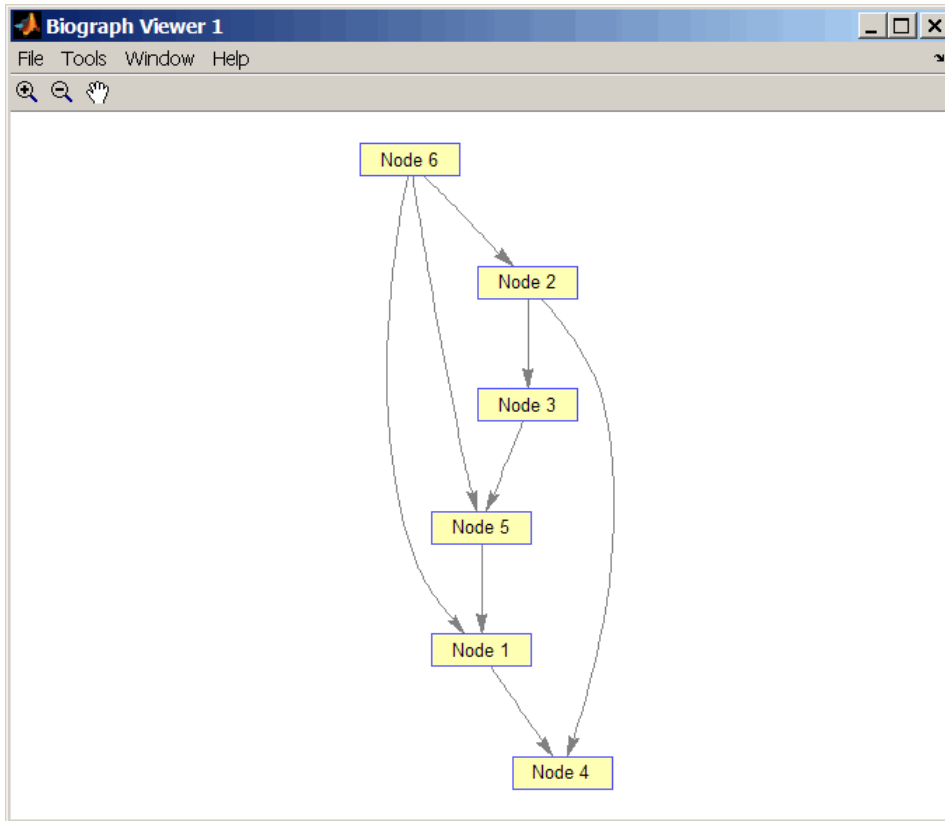 Biograph Viewer 1
File Tools Window Help
Node 6
Node 2
Node 3
Node 5
Node 1
Node 4